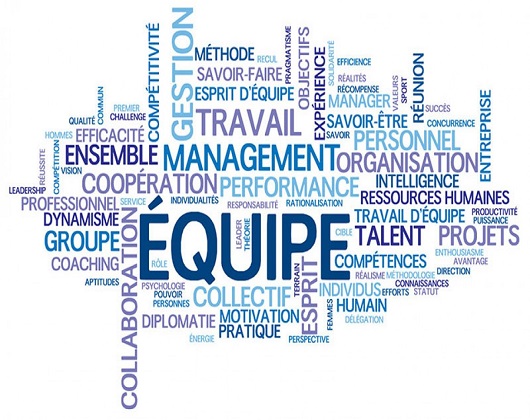 COMPÉTITIVITÉ
GESTION
MÉTHODE
RECUL
PRAGMATISME
OBJECTIFS
EXPÉRIENCE
SOLIDARITÉ
EFFICIENCE
RÉALITÉS
RÉCOMPENSE
MANAGER
VALEURS
SPORT
RÉUNION
SUCCÈS
SAVOIR-FAIRE
ESPRIT D'ÉQUIPE
COMMUN
PREMIER
CHALLENGE
QUALITÉ
HOMMES
EFFICACITÉ
TRAVAIL
SAVOIR
SAVOIR-ÊTRE
CONCURRENCE
PERSONNEL
ENTREPRISE
RÉUSSITE
COMPÉTITION
VISION
ENSEMBLE
MANAGEMENT
ORGANISATION
LEADERSHIP
COOPÉRATION
PERFORMANCE
INTELLIGENCE
RESSOURCES HUMAINES
PROFESSIONNEL
SERVICE
INDIVIDUALITÉS
RESPONSABILITÉ
RATIONALISATION
DYNAMISME
COLLABORATION
ÉQUIPE
LEADER
THÉORIE
TRAVAIL D'ÉQUIPE
PRODUCTIVITÉ
PUISSANCE
GROUPE
CIBLE
TALENT
PROJETS
COACHING
RÔLE
ESPRIT
TERRAIN
COMPÉTENCES
ENTHOUSIASME
AVANTAGE
DIRECTION
APTITUDES
PSYCHOLOGIE
POUVOIR
PERSONNES
COLLECTIF
RÉALISME
MÉTHODOLOGIE
CONNAISSANCES
INDIVIDUS
EFFORTS
STATUT
DIPLOMATIE
MOTIVATION
PRATIQUE
FEMMES
HUMAIN
DÉLÉGATION
ÉNERGIE
PERSPECTIVE